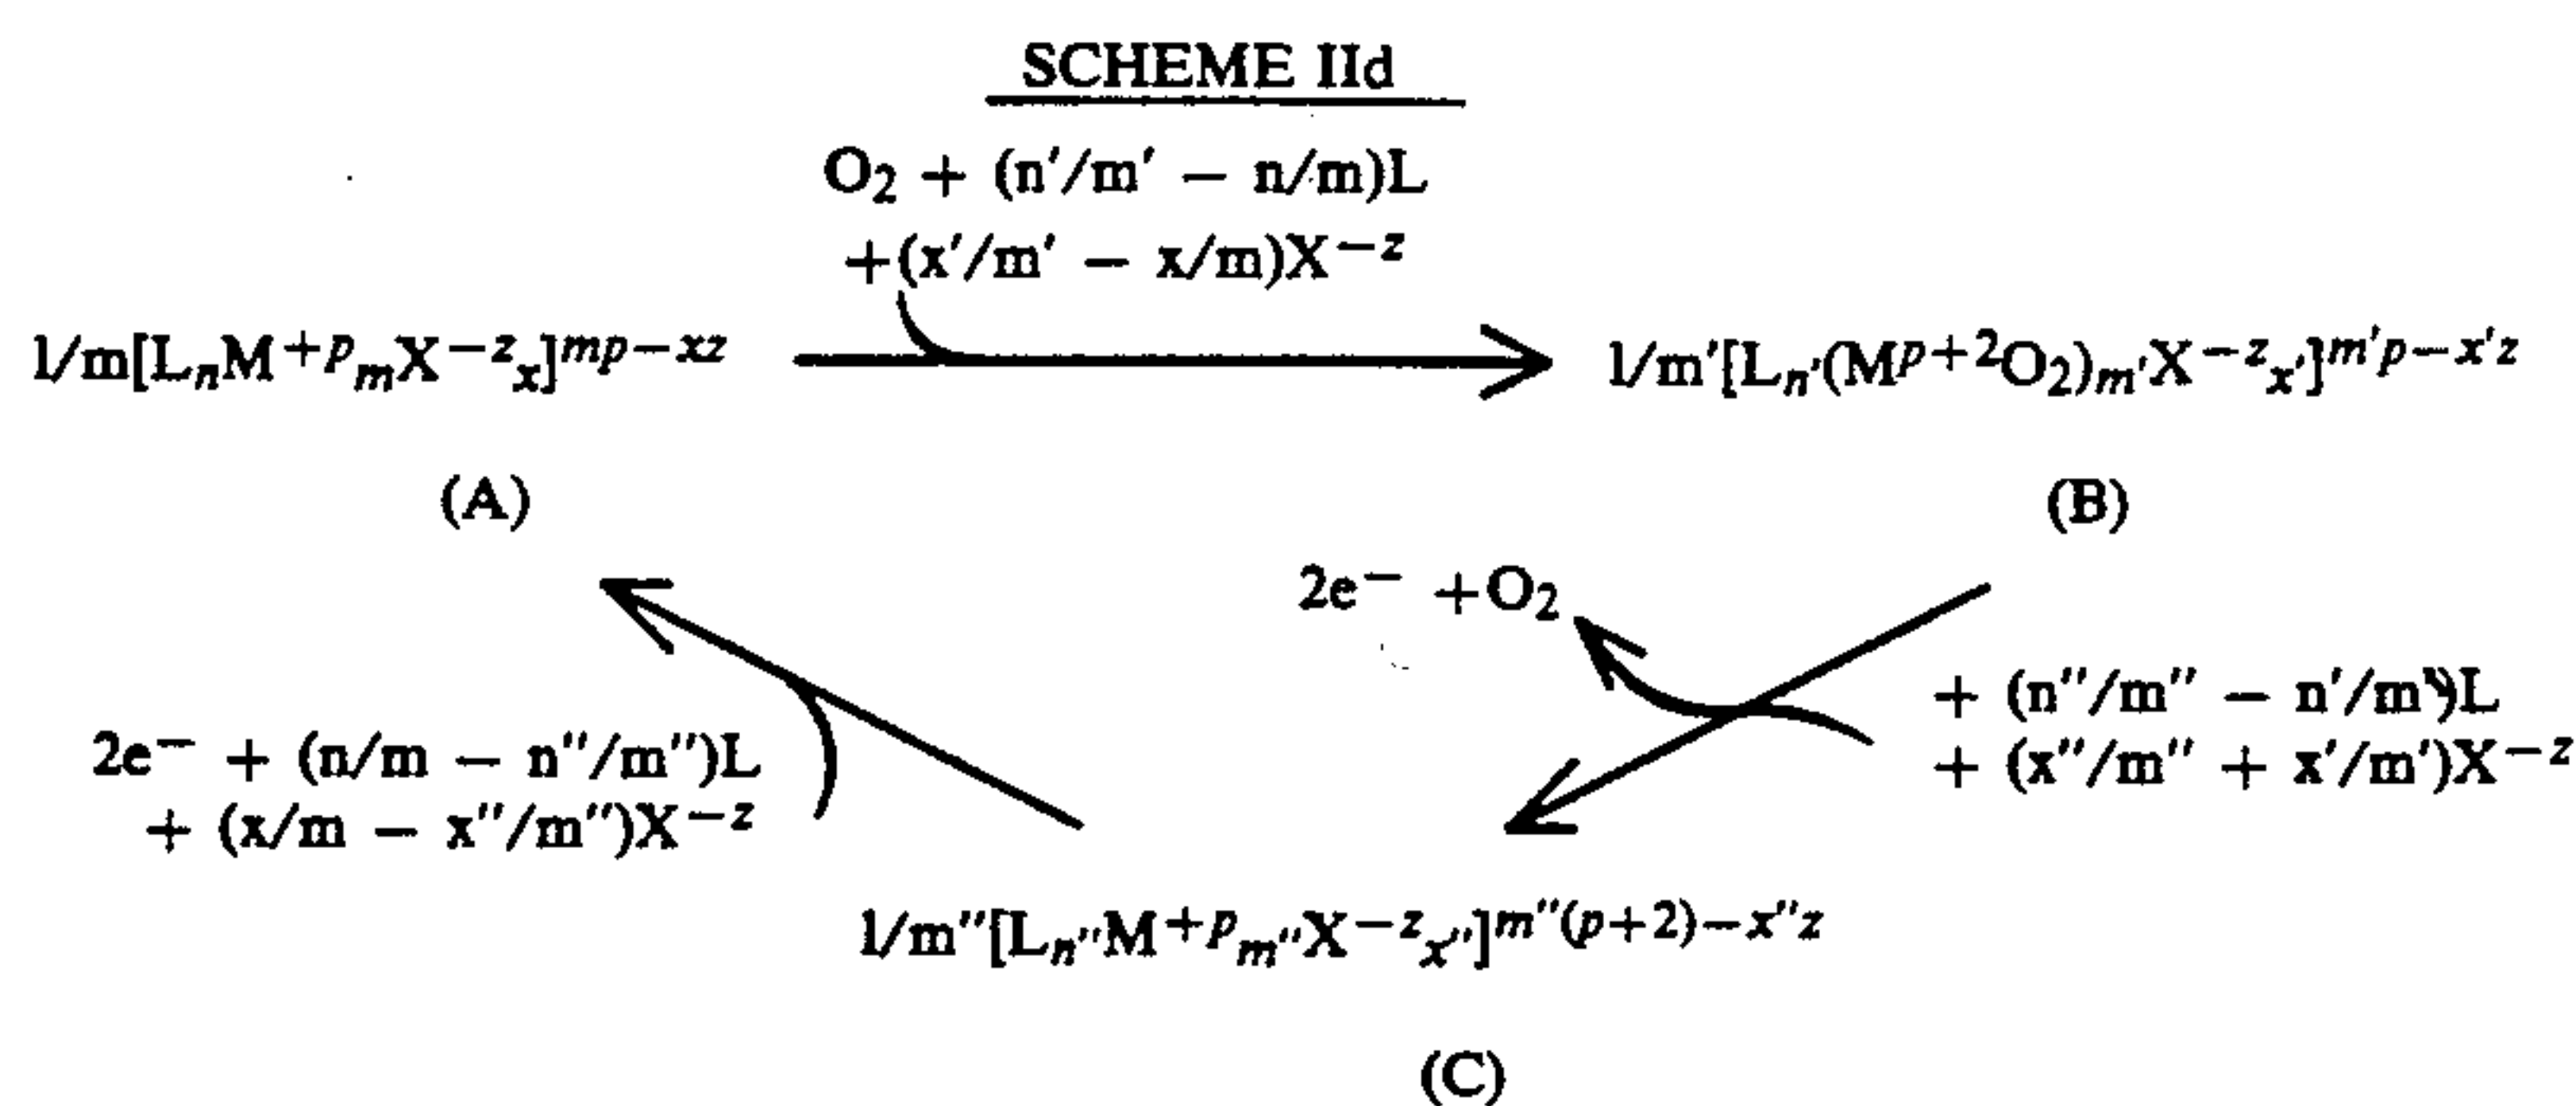 SCHEME IId
O₂ + (n′/m′ − n/m)L
+(x′/m′ − x/m)X⁻ᶻ
1/m[LₙM⁺ᵖₘX⁻ᶻₓ]ᵐᵖ⁻ˣᶻ 1/m′[Lₙ′(Mᵖ⁺²O₂)ₘ′X⁻ᶻₓ′]ᵐ′ᵖ⁻ˣ′ᶻ
(A) (B)
2e⁻ +O₂
+ (n″/m″ − n′/m′)L
+ (x″/m″ + x′/m′)X⁻ᶻ
2e⁻ + (n/m − n″/m″)L
+ (x/m − x″/m″)X⁻ᶻ
1/m″[Lₙ″M⁺ᵖₘ″X⁻ᶻₓ″]ᵐ″⁽ᵖ⁺²⁾⁻ˣ″ᶻ
(C)